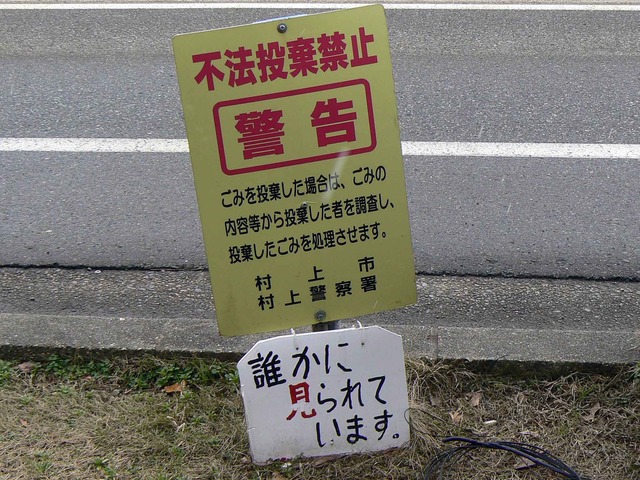 不法投棄禁止
警告
ごみを投棄した場合は、ごみの
内容等から投棄した者を調査し、
投棄したごみを処理させます。
村上市
村上警察署
誰かに
見られて
います。